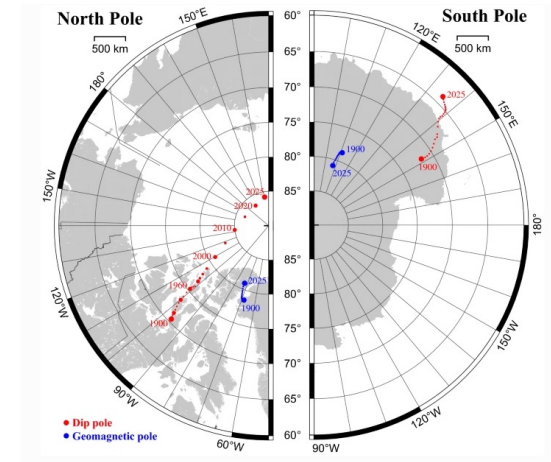 North Pole
500 km
150°E
180°
150°W
120°W
90°W
60°W
2025
2020
2010
2000
1960
1900
2025
1900
Dip pole
Geomagnetic pole
60°
65°
70°
75°
80°
85°
85°
80°
75°
70°
65°
60°
South Pole
500 km
120°E
150°E
180°
150°W
120°W
90°W
2025
1900
1900
2025